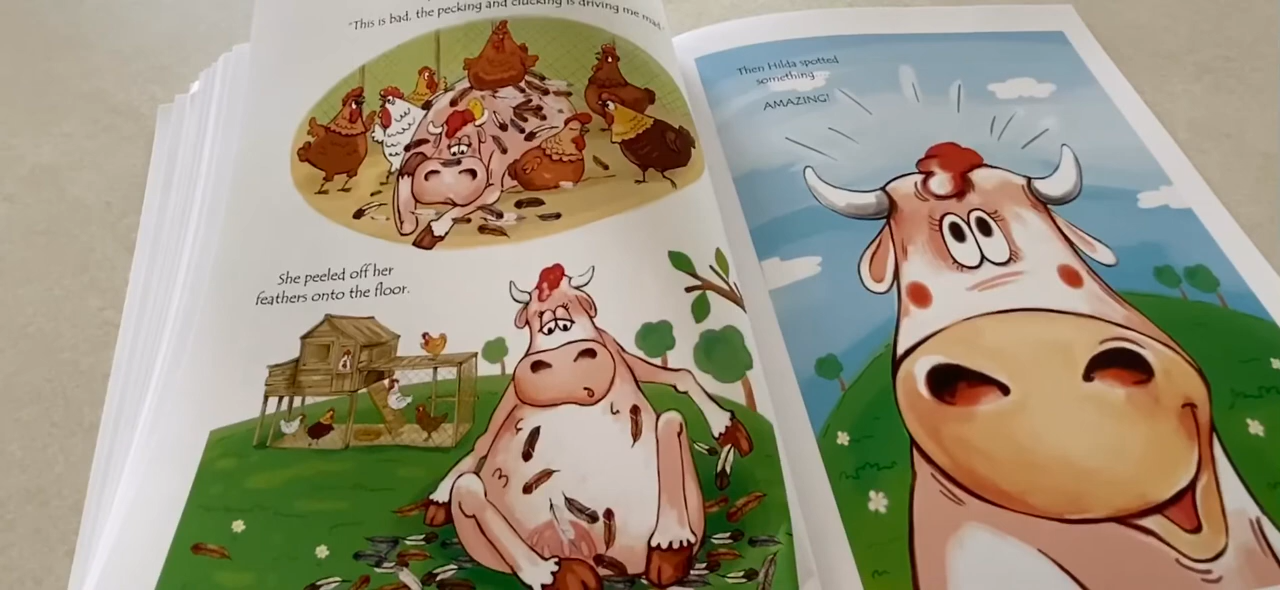 "This is bad, the pecking and clucking is driving me mad."
She peeled off her
feathers onto the floor.
Then Hilda spotted
something
AMAZING!